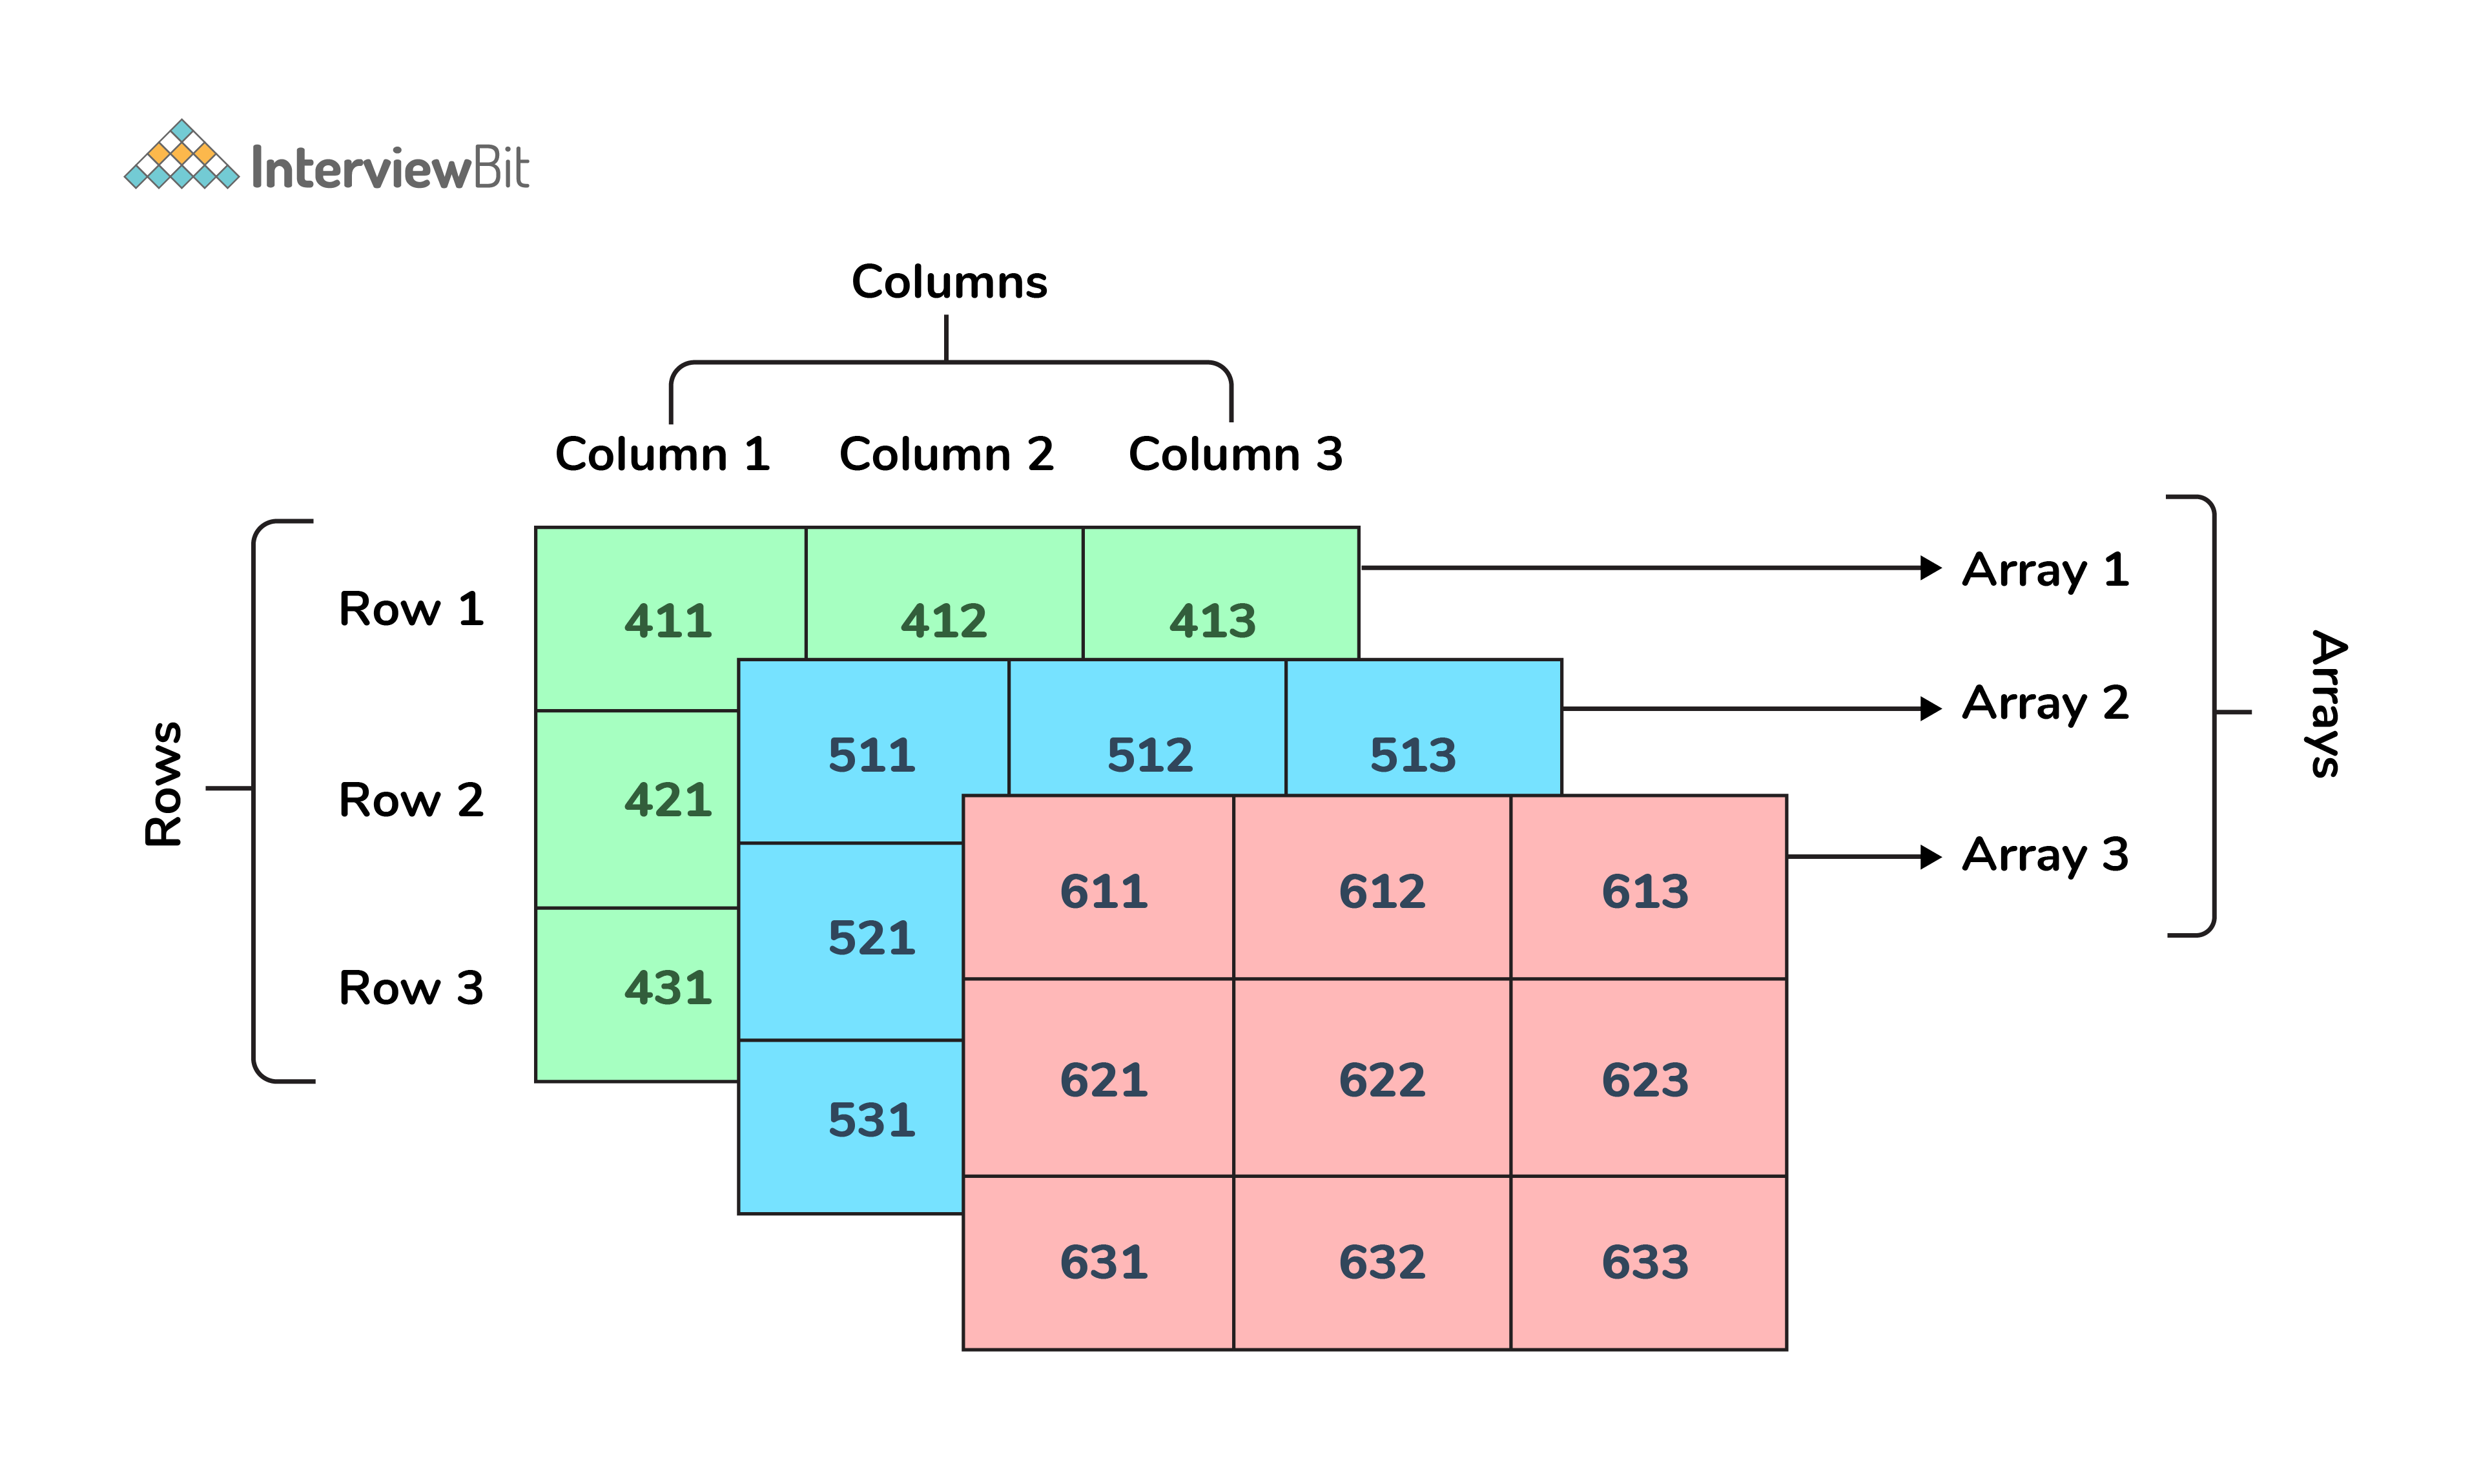 InterviewBit
Columns
Column 1 Column 2 Column 3
Rows
Row 1
Row 2
Row 3
411 412 413
421
431
511 512 513
521
531
611 612 613
621 622 623
631 632 633
Array 1
Array 2
Array 3
Arrays